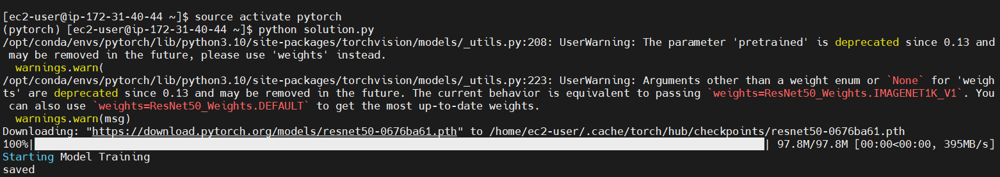 [ec2-user@ip-172-31-40-44 ~]$ source activate pytorch
(pytorch) [ec2-user@ip-172-31-40-44 ~]$ python solution.py
/opt/conda/envs/pytorch/lib/python3.10/site-packages/torchvision/models/_utils.py:208: UserWarning: The parameter 'pretrained' is deprecated since 0.13 and
 may be removed in the future, please use 'weights' instead.
  warnings.warn(
/opt/conda/envs/pytorch/lib/python3.10/site-packages/torchvision/models/_utils.py:223: UserWarning: Arguments other than a weight enum or `None` for 'weigh
ts' are deprecated since 0.13 and may be removed in the future. The current behavior is equivalent to passing `weights=ResNet50_Weights.IMAGENET1K_V1`. You
 can also use `weights=ResNet50_Weights.DEFAULT` to get the most up-to-date weights.
  warnings.warn(msg)
Downloading: "https://download.pytorch.org/models/resnet50-0676ba61.pth" to /home/ec2-user/.cache/torch/hub/checkpoints/resnet50-0676ba61.pth
100%| | 97.8M/97.8M [00:00<00:00, 395MB/s]
Starting Model Training
saved